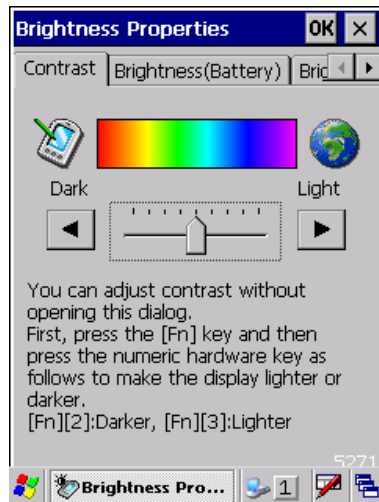 Brightness Properties OK
Contrast Brightness(Battery)
Dark Light
You can adjust contrast without
opening this dialog.
First, press the [Fn] key and then
press the numeric hardware key as
follows to make the display lighter or
darker.
[Fn][2]:Darker, [Fn][3]:Lighter
5271
Brightness Pro... 1